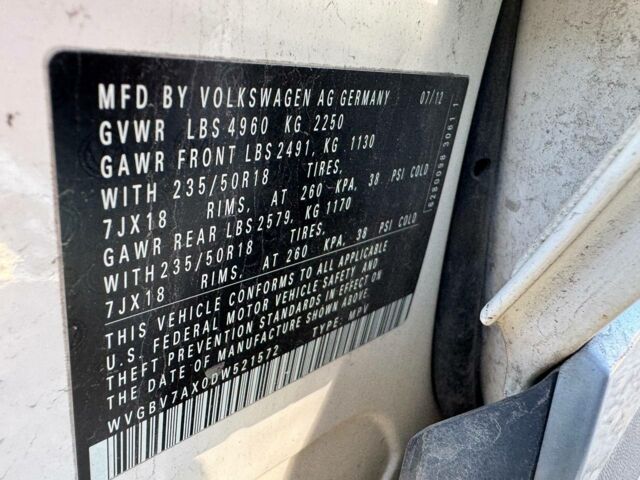 MFD BY VOLKSWAGEN AG GERMANY 07/12
GVWR LBS 4960 KG 2250
GAWR FRONT LBS 2491, KG 1130
WITH 235/50R18 TIRES,
7JX18 RIMS, AT 260 KPA, 38 PSI COLD
GAWR REAR LBS 2579, KG 1170
WITH 235/50R18 TIRES,
7JX18 RIMS, AT 260 KPA, 38 PSI COLD
THIS VEHICLE CONFORMS TO ALL APPLICABLE
U.S. FEDERAL MOTOR VEHICLE SAFETY AND
THEFT PREVENTION STANDARDS IN EFFECT ON
THE DATE OF MANUFACTURE SHOWN ABOVE.
WVGBV7AX0DW521572 TYPE: MPV
6280098 3061 1